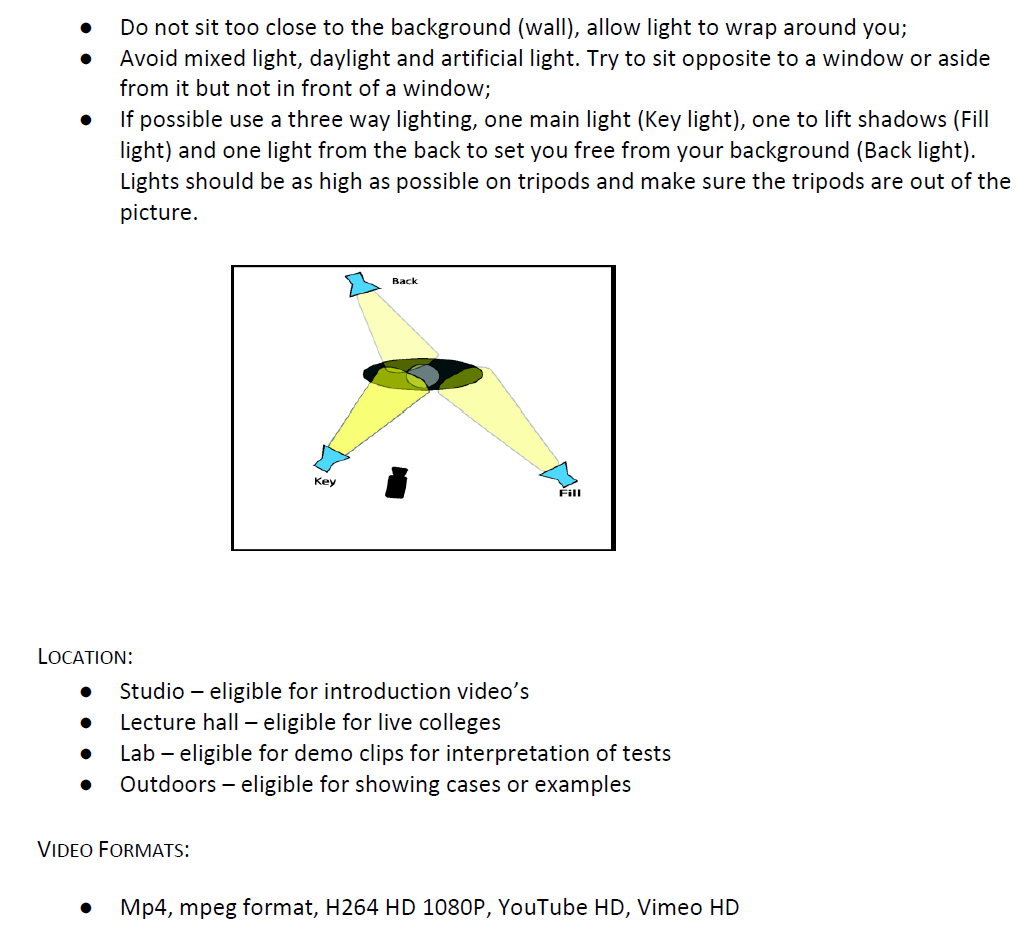 ● Do not sit too close to the background (wall), allow light to wrap around you;
● Avoid mixed light, daylight and artificial light. Try to sit opposite to a window or aside
from it but not in front of a window;
● If possible use a three way lighting, one main light (Key light), one to lift shadows (Fill
light) and one light from the back to set you free from your background (Back light).
Lights should be as high as possible on tripods and make sure the tripods are out of the
picture.
Back
Key
Fill
LOCATION:
● Studio – eligible for introduction video’s
● Lecture hall – eligible for live colleges
● Lab – eligible for demo clips for interpretation of tests
● Outdoors – eligible for showing cases or examples
VIDEO FORMATS:
● Mp4, mpeg format, H264 HD 1080P, YouTube HD, Vimeo HD